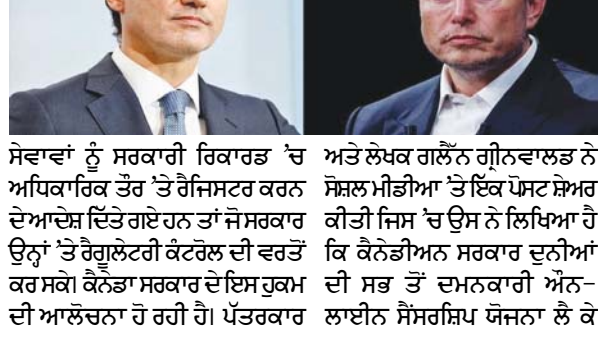 ਸੇਵਾਵਾਂ ਨੂੰ ਸਰਕਾਰੀ ਰਿਕਾਰਡ ’ਚ
ਅਧਿਕਾਰਿਕ ਤੌਰ ’ਤੇ ਰੈਜਿਸਟਰ ਕਰਨ
ਦੇ ਆਦੇਸ਼ ਦਿੱਤੇ ਗਏ ਹਨ ਤਾਂ ਜੋ ਸਰਕਾਰ
ਉਨ੍ਹਾਂ ’ਤੇ ਰੈਗੂਲੇਟਰੀ ਕੰਟਰੋਲ ਦੀ ਵਰਤੋਂ
ਕਰ ਸਕੇ। ਕੈਨੇਡਾ ਸਰਕਾਰ ਦੇ ਇਸ ਹੁਕਮ
ਦੀ ਆਲੋਚਨਾ ਹੋ ਰਹੀ ਹੈ। ਪੱਤਰਕਾਰ
ਅਤੇ ਲੇਖਕ ਗਲੈੱਨ ਗ੍ਰੀਨਵਾਲਡ ਨੇ
ਸੋਸ਼ਲ ਮੀਡੀਆ ’ਤੇ ਇੱਕ ਪੋਸਟ ਸ਼ੇਅਰ
ਕੀਤੀ ਜਿਸ ’ਚ ਉਸ ਨੇ ਲਿਖਿਆ ਹੈ
ਕਿ ਕੈਨੇਡੀਅਨ ਸਰਕਾਰ ਦੁਨੀਆਂ
ਦੀ ਸਭ ਤੋਂ ਦਮਨਕਾਰੀ ਔਨ-
ਲਾਈਨ ਸੈਂਸਰਸ਼ਿਪ ਯੋਜਨਾ ਲੈ ਕੇ